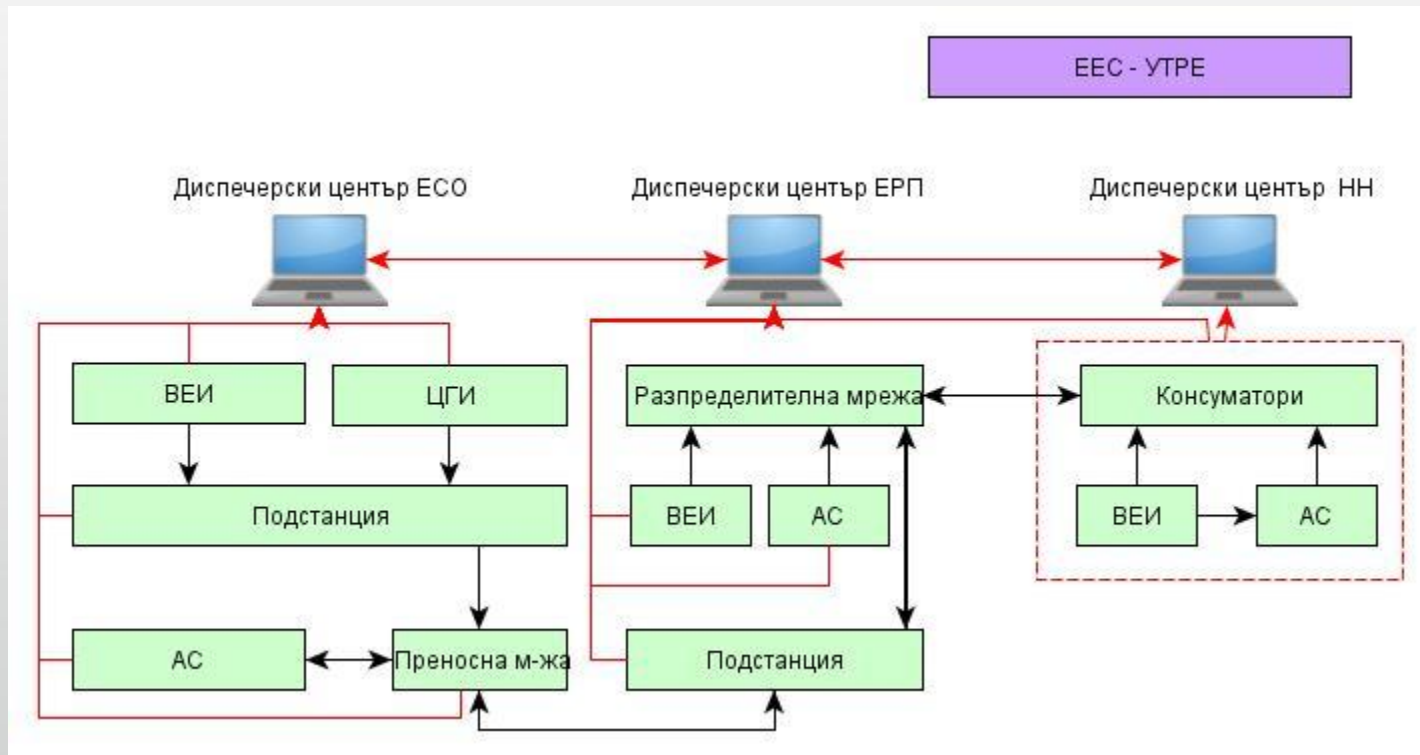 ЕЕС - УТРЕ
Диспечерски център ЕСО
Диспечерски център ЕРП
Диспечерски център НН
ВЕИ
ЦГИ
Разпределителна мрежа
Консуматори
Подстанция
ВЕИ
АС
ВЕИ
АС
АС
Преносна м-жа
Подстанция